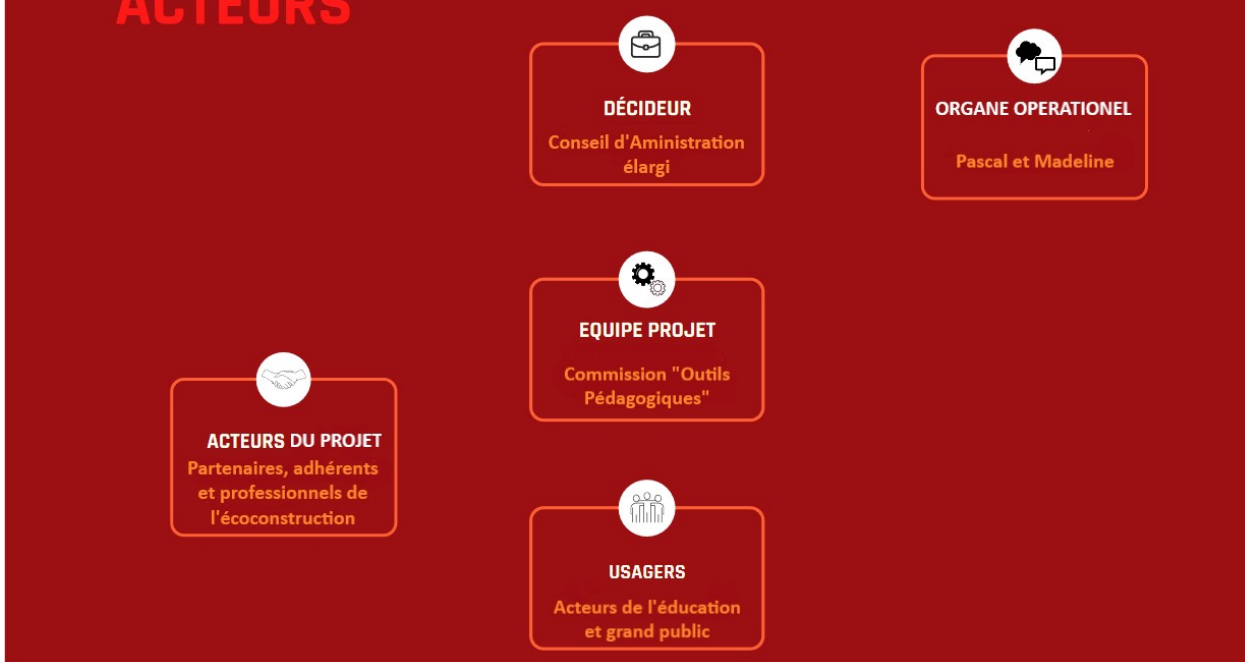 ACTEURS
DÉCIDEUR
Conseil d'Aministration
élargi
ORGANE OPERATIONEL
Pascal et Madeline
EQUIPE PROJET
Commission "Outils
Pédagogiques"
ACTEURS DU PROJET
Partenaires, adhérents
et professionnels de
l'écoconstruction
USAGERS
Acteurs de l'éducation
et grand public